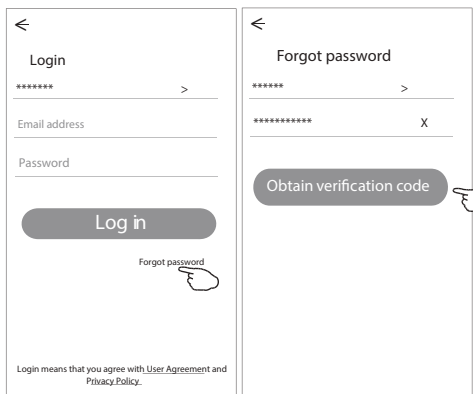 Login
******* >
Email address
Password
Log in
Forgot password
Login means that you agree with User Agreement and
Privacy Policy
Forgot password
****** >
*********** X
Obtain verification code